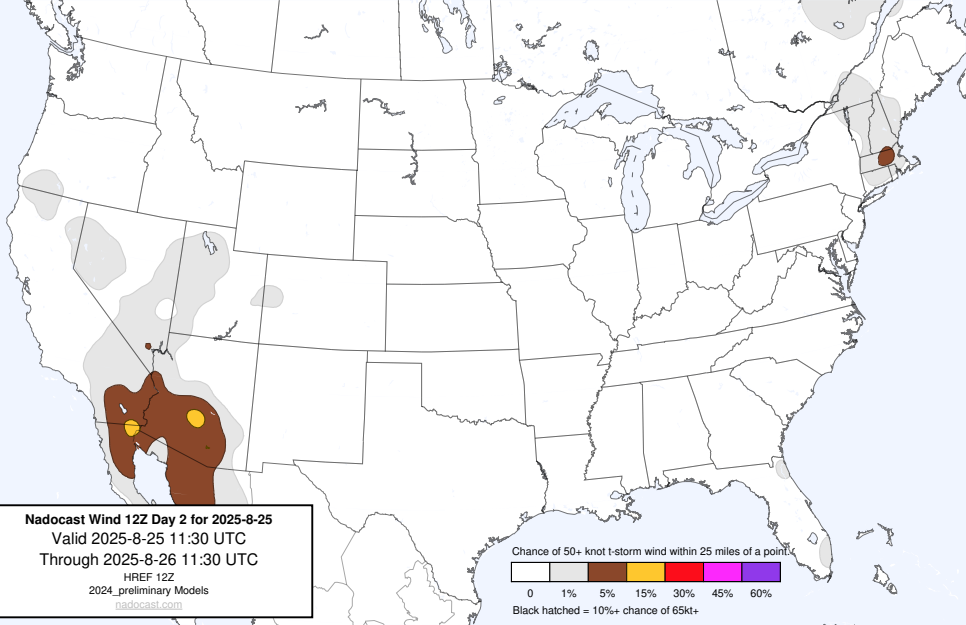 Nadocast Wind 12Z Day 2 for 2025-8-25
Valid 2025-8-25 11:30 UTC
Through 2025-8-26 11:30 UTC
HREF 12Z
2024_preliminary Models
nadocast.com
Chance of 50+ knot t-storm wind within 25 miles of a point.
0 1% 5% 15% 30% 45% 60%
Black hatched = 10%+ chance of 65kt+